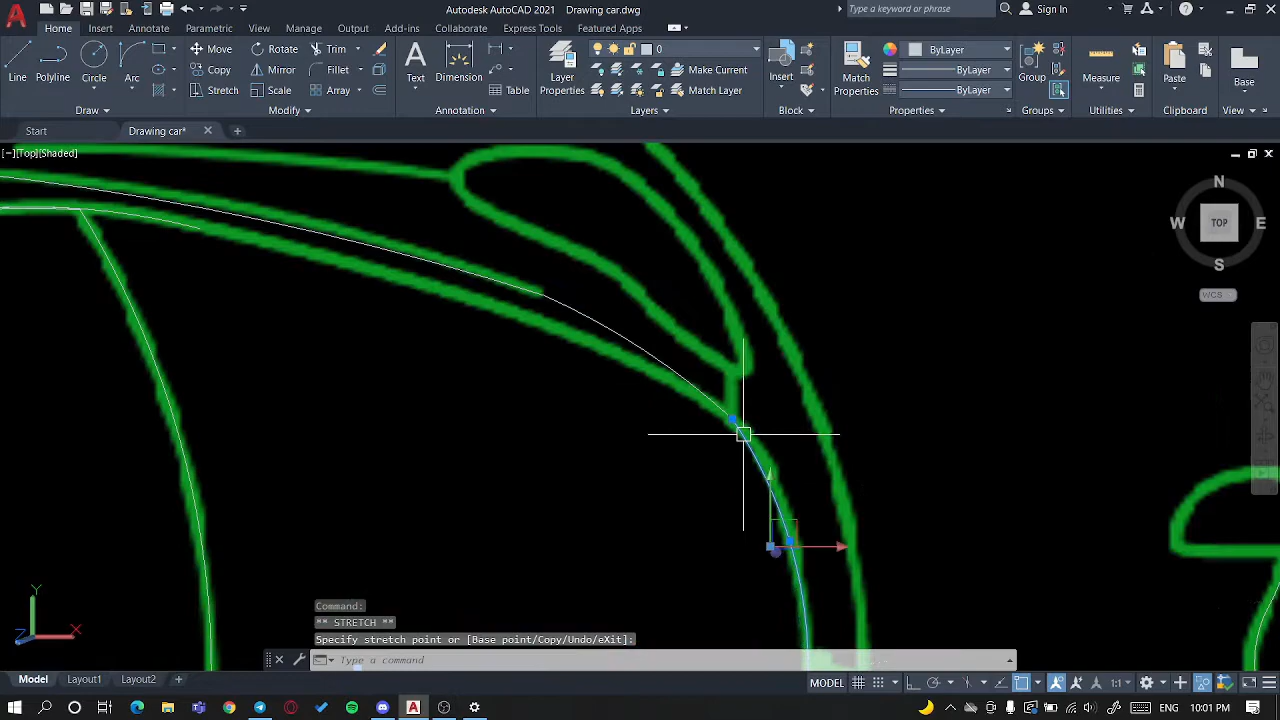 Autodesk AutoCAD 2021 Drawing car.dwg
Type a keyword or phrase
Sign In
Home Insert Annotate Parametric View Manage Output Add-ins Collaborate Express Tools Featured Apps
Line Polyline Circle Arc
Move Rotate Trim
Copy Mirror Fillet
Stretch Scale Array
Text Dimension
Table
Layer Properties
0
Make Current
Match Layer
Insert
Match Properties
ByLayer
ByLayer
ByLayer
Group
Measure
Paste
Base
Draw Modify Annotation Layers Block Properties Groups Utilities Clipboard View
Start Drawing car* +
[−][Top][Shaded]
N
W TOP E
S
WCS
Y
Z X
Command:
** STRETCH **
Specify stretch point or [Base point/Copy/Undo/eXit]:
Type a command
Model Layout1 Layout2 +
MODEL
1:1
10:01 PM